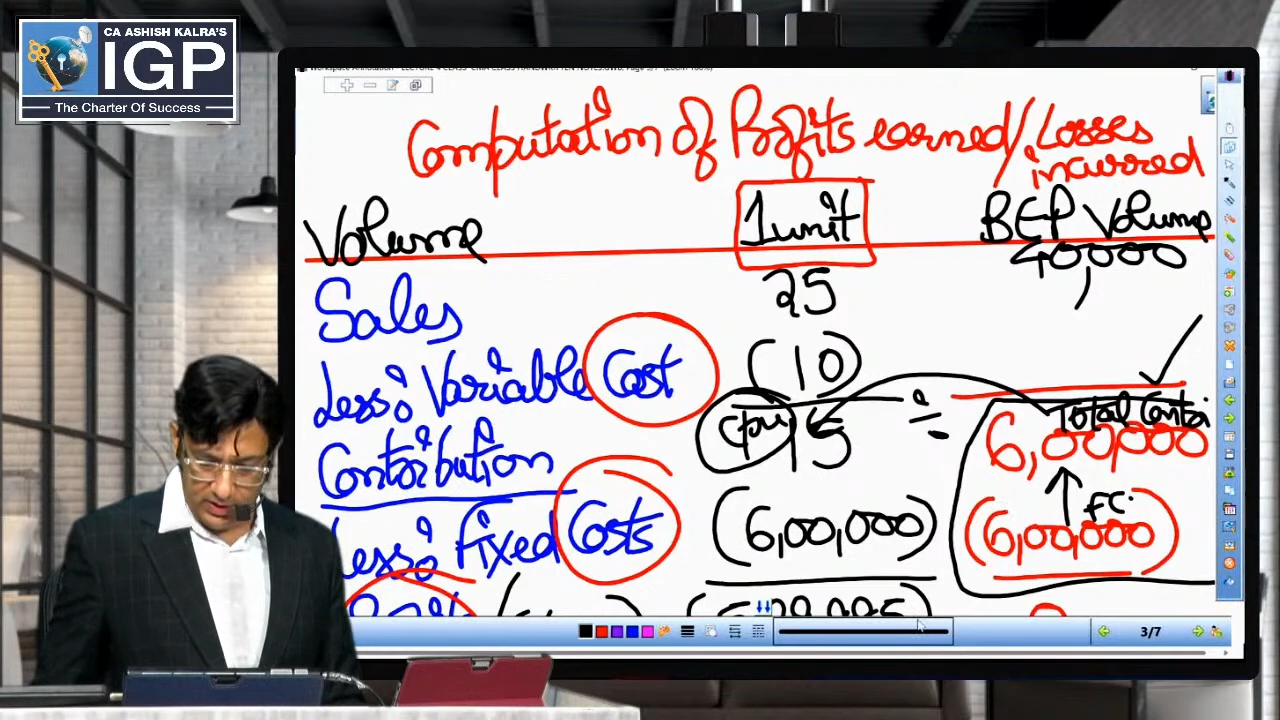 CA ASHISH KALRA'S
IGP
The Charter Of Success
Computation of Profits earned/Losses incurred
Volume 1 unit BEP Volume
40,000
Sales 25
Less: Variable Cost (10)
Total Contri
Contribution cpu 15 ÷ 6,00,000
Less: Fixed Costs (6,00,000) (6,00,000) FC.
3/7